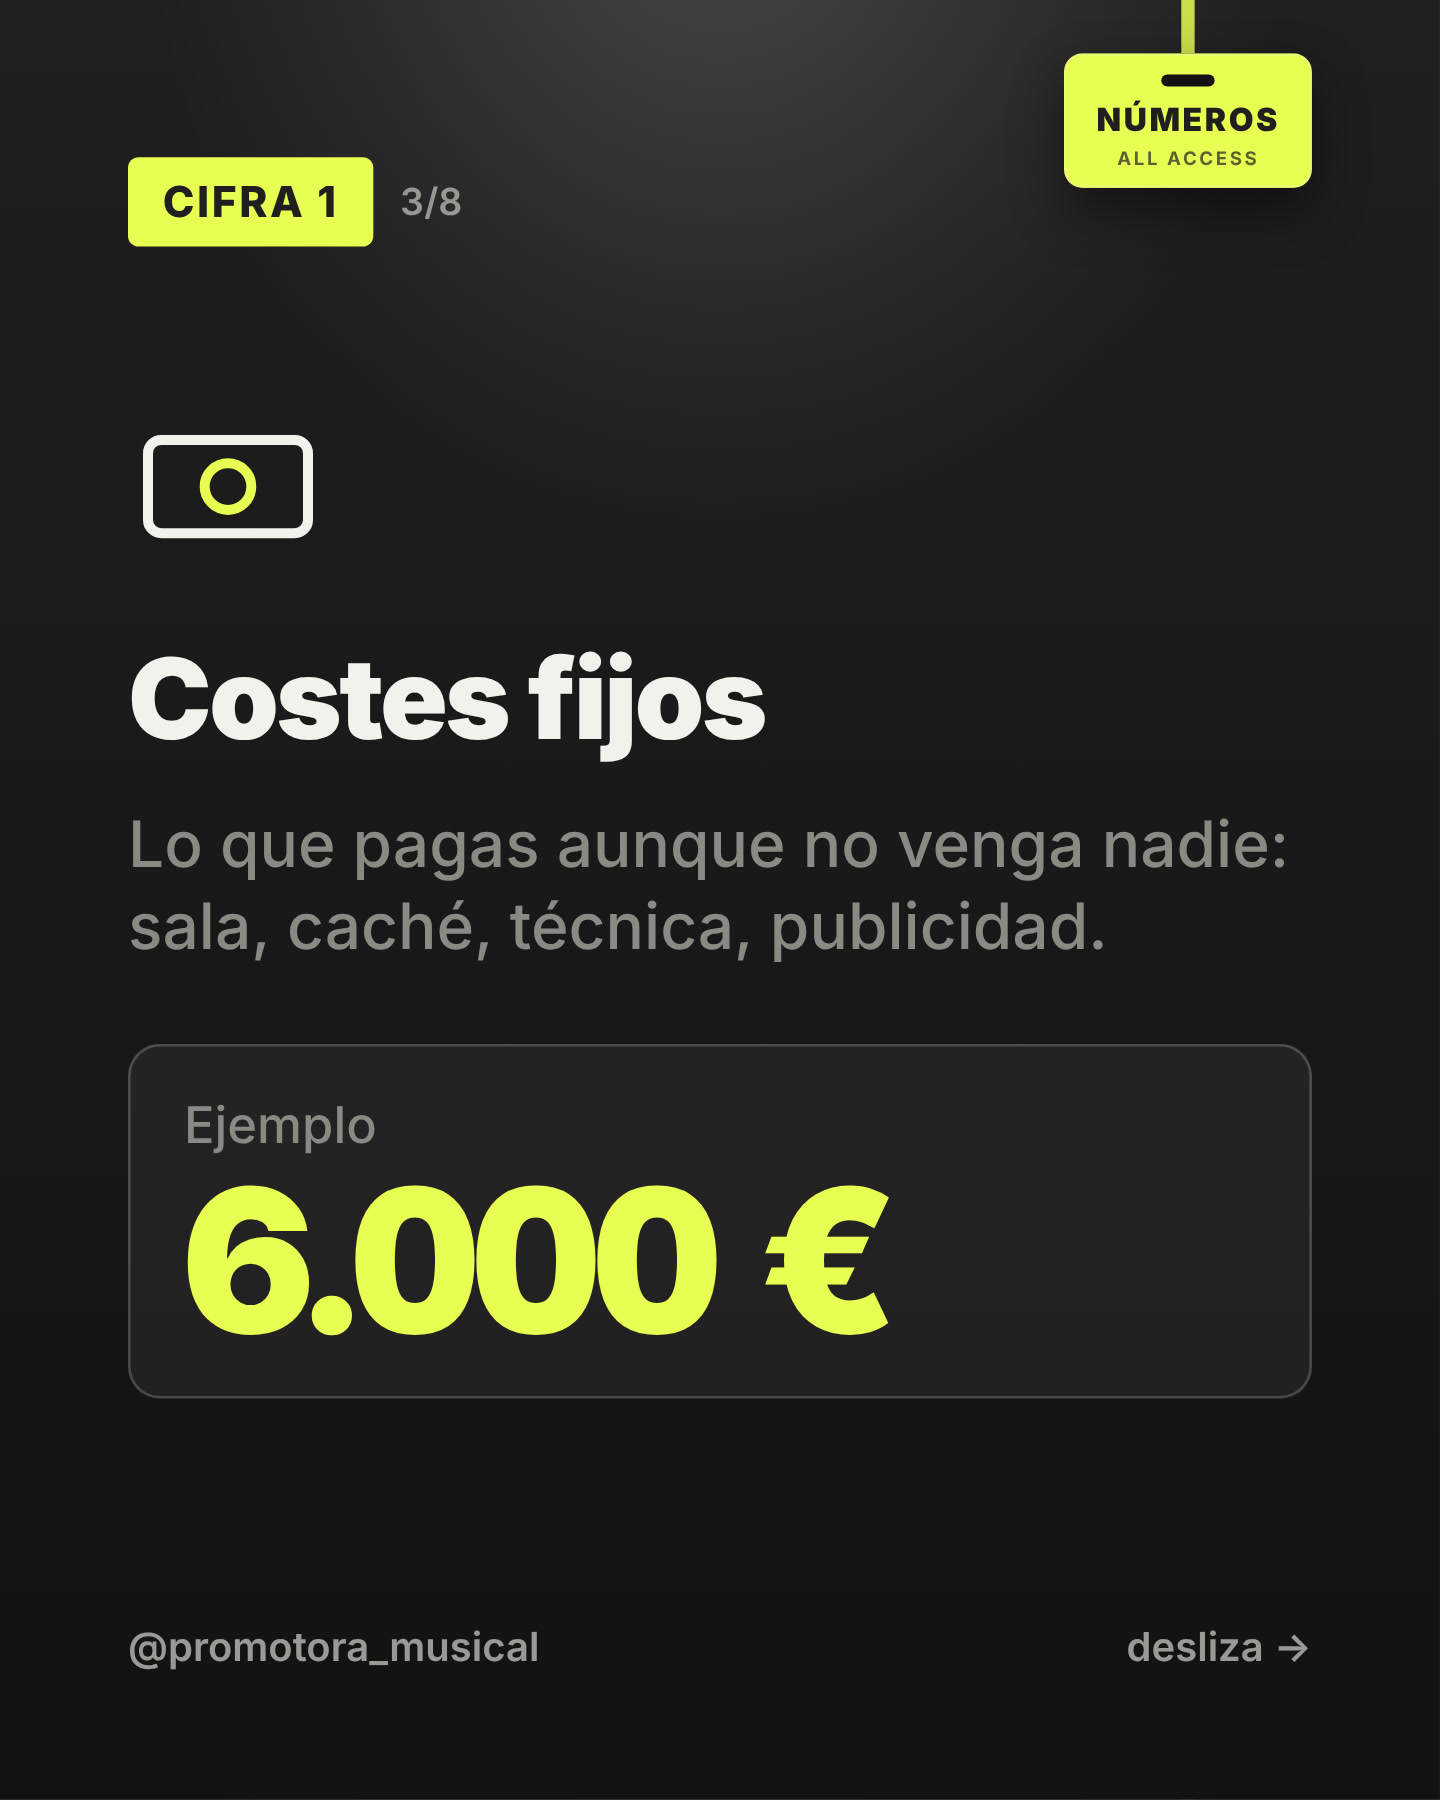 NÚMEROS
ALL ACCESS
CIFRA 1
3/8
Costes fijos
Lo que pagas aunque no venga nadie:
sala, caché, técnica, publicidad.
Ejemplo
6.000 €
@promotora_musical
desliza →